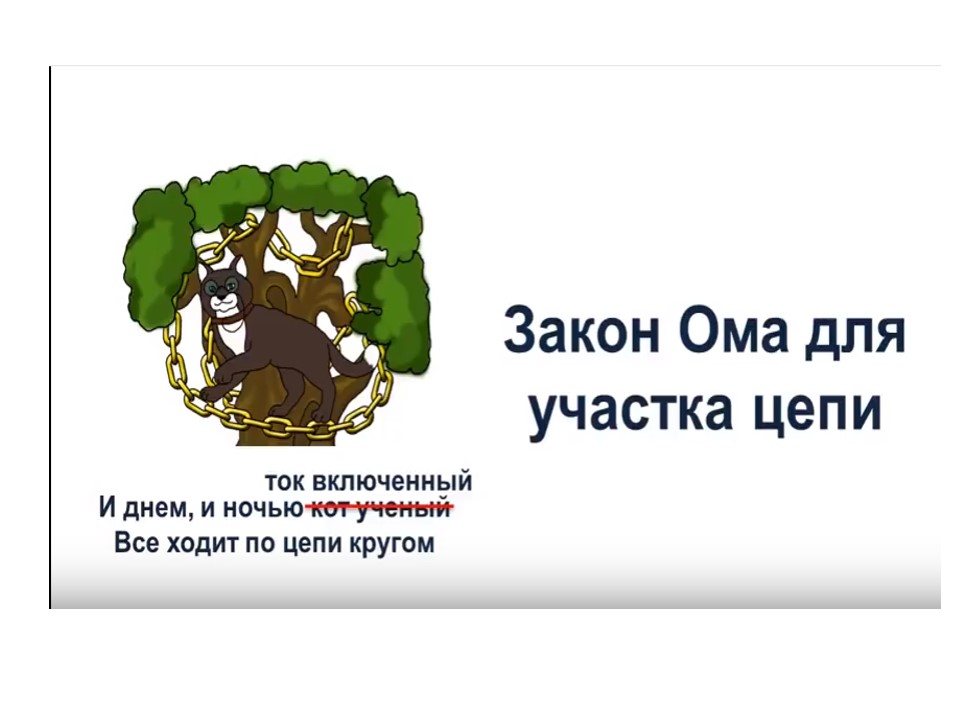 Закон Ома для
участка цепи
ток включенный
И днем, и ночью кот ученый
Все ходит по цепи кругом